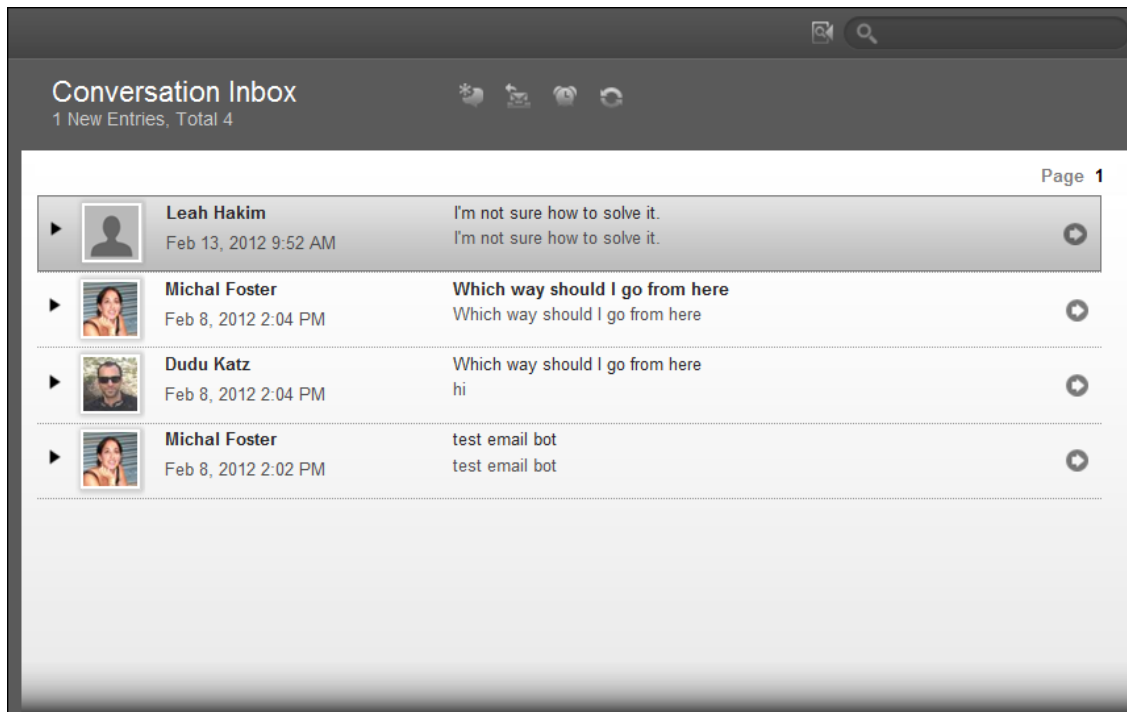 Conversation Inbox
1 New Entries, Total 4
Page 1
Leah Hakim
I'm not sure how to solve it.
Feb 13, 2012 9:52 AM
I'm not sure how to solve it.
Michal Foster
Which way should I go from here
Feb 8, 2012 2:04 PM
Which way should I go from here
Dudu Katz
Which way should I go from here
Feb 8, 2012 2:04 PM
hi
Michal Foster
test email bot
Feb 8, 2012 2:02 PM
test email bot